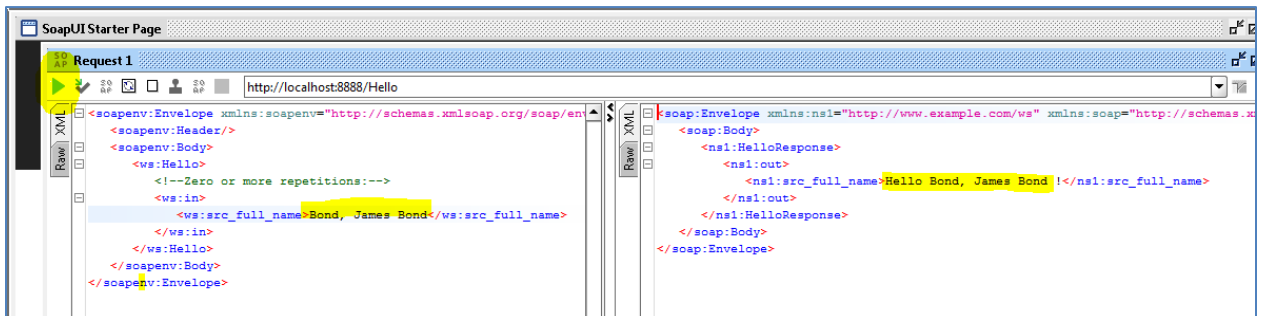 SoapUI Starter Page
SO
AP
Request 1
SO
AP
SO
AP
http://localhost:8888/Hello
XML
Raw
<soapenv:Envelope xmlns:soapenv="http://schemas.xmlsoap.org/soap/env
<soapenv:Header/>
<soapenv:Body>
<ws:Hello>
<!--Zero or more repetitions:-->
<ws:in>
<ws:src_full_name>Bond, James Bond</ws:src_full_name>
</ws:in>
</ws:Hello>
</soapenv:Body>
</soapenv:Envelope>
XML
Raw
<soap:Envelope xmlns:ns1="http://www.example.com/ws" xmlns:soap="http://schemas.x
<soap:Body>
<ns1:HelloResponse>
<ns1:out>
<ns1:src_full_name>Hello Bond, James Bond !</ns1:src_full_name>
</ns1:out>
</ns1:HelloResponse>
</soap:Body>
</soap:Envelope>